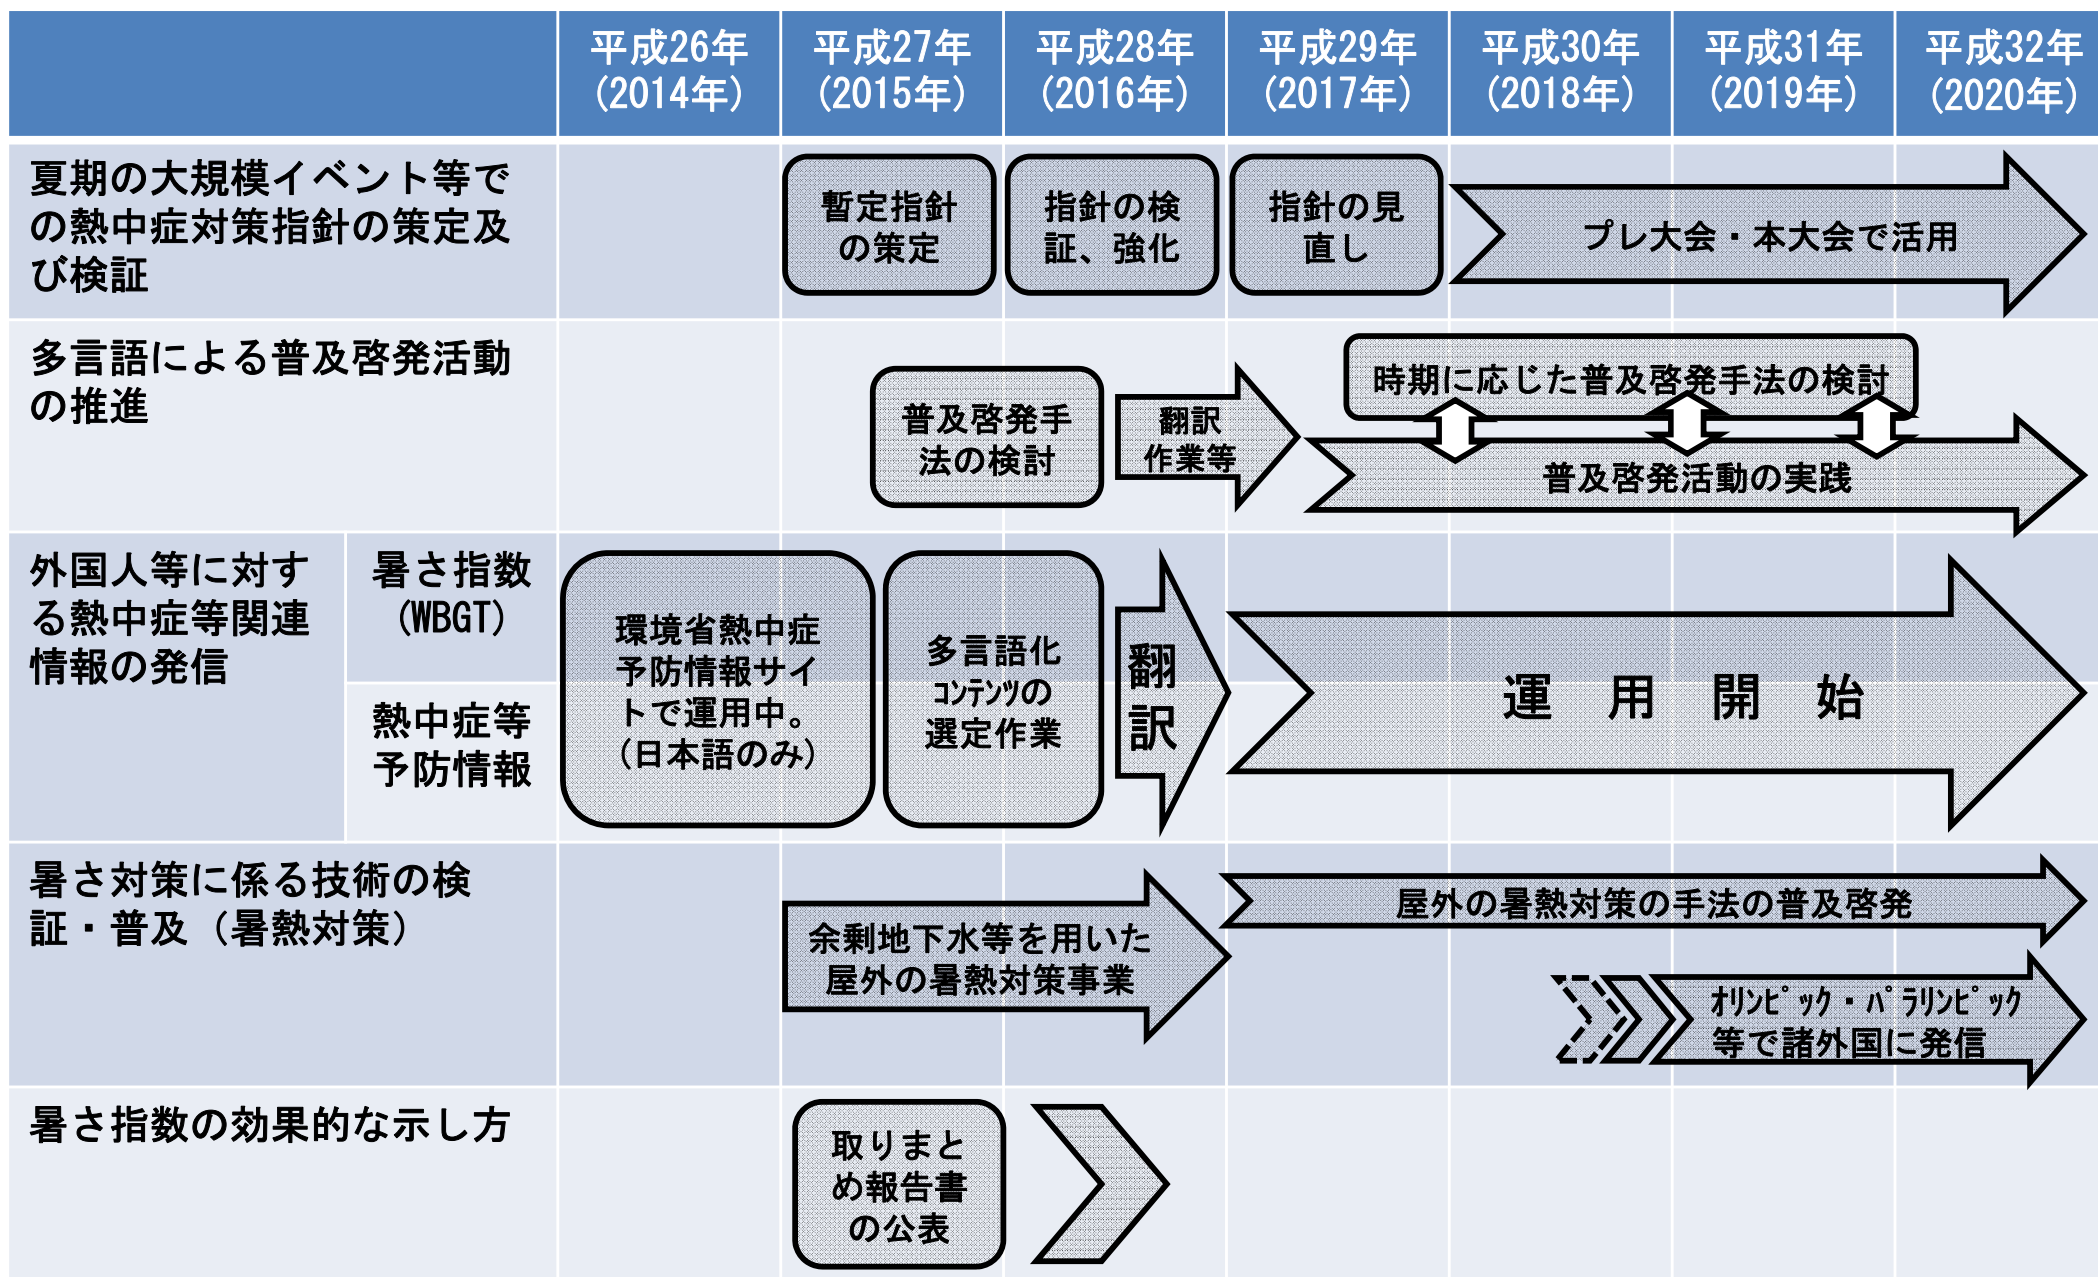 平成26年
(2014年)
平成27年
(2015年)
平成28年
(2016年)
平成29年
(2017年)
平成30年
(2018年)
平成31年
(2019年)
平成32年
(2020年)
夏期の大規模イベント等で
の熱中症対策指針の策定及
び検証
暫定指針
の策定
指針の検
証、強化
指針の見
直し
プレ大会・本大会で活用
多言語による普及啓発活動
の推進
普及啓発手
法の検討
翻訳
作業等
時期に応じた普及啓発手法の検討
普及啓発活動の実践
外国人等に対す
る熱中症等関連
情報の発信
暑さ指数
(WBGT)
熱中症等
予防情報
環境省熱中症
予防情報サイ
トで運用中。
(日本語のみ)
多言語化
ｺﾝﾃﾝﾂの
選定作業
翻
訳
運用開始
暑さ対策に係る技術の検
証・普及（暑熱対策）
余剰地下水等を用いた
屋外の暑熱対策事業
屋外の暑熱対策の手法の普及啓発
ｵﾘﾝﾋﾟｯｸ・ﾊﾟﾗﾘﾝﾋﾟｯｸ
等で諸外国に発信
暑さ指数の効果的な示し方
取りまと
め報告書
の公表